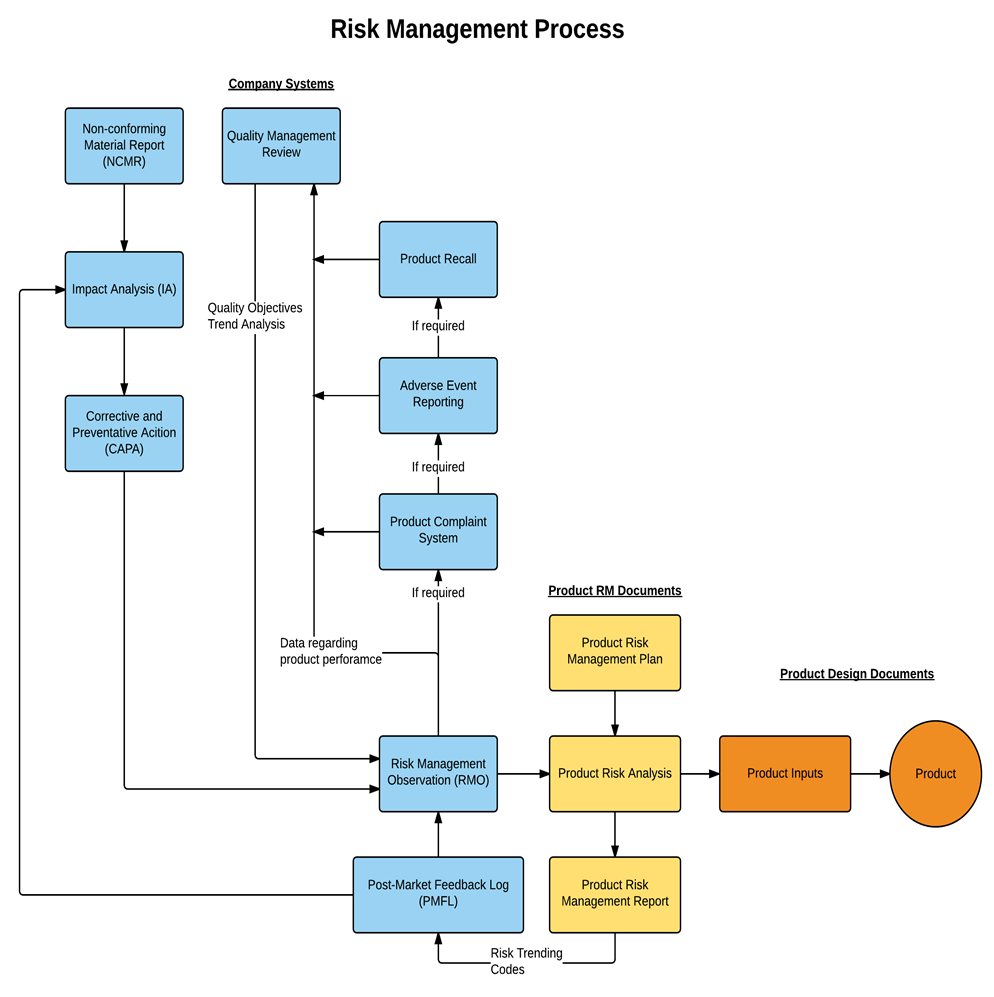 Risk Management Process
Company Systems
Non-conforming
Material Report
(NCMR)
Quality Management
Review
Product Recall
Impact Analysis (IA)
Quality Objectives
Trend Analysis
If required
Adverse Event
Reporting
Corrective and
Preventative Acition
(CAPA)
If required
Product Complaint
System
If required
Product RM Documents
Data regarding
product perforamce
Product Risk
Management Plan
Product Design Documents
Risk Management
Observation (RMO)
Product Risk Analysis
Product Inputs
Product
Post-Market Feedback Log
(PMFL)
Product Risk
Management Report
Risk Trending
Codes